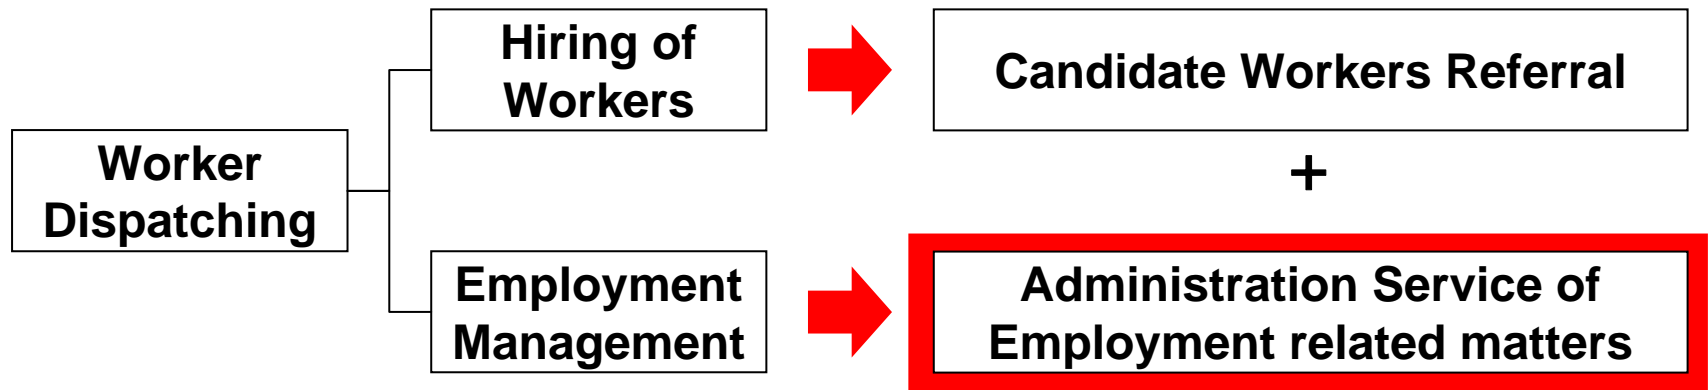 Worker
Dispatching
Hiring of
Workers
Candidate Workers Referral
+
Employment
Management
Administration Service of
Employment related matters